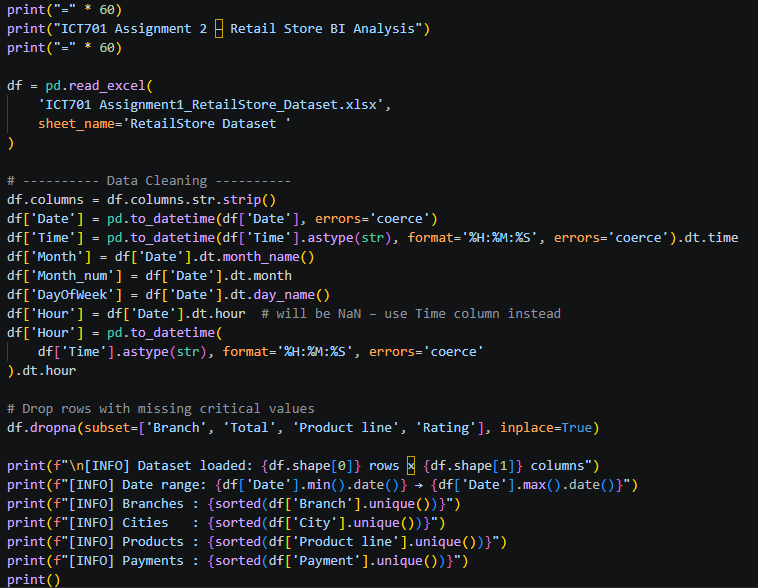 print("=" * 60)
print("ICT701 Assignment 2 – Retail Store BI Analysis")
print("=" * 60)
df = pd.read_excel(
    'ICT701 Assignment1_RetailStore_Dataset.xlsx',
    sheet_name='RetailStore Dataset '
)
# ---------- Data Cleaning ----------
df.columns = df.columns.str.strip()
df['Date'] = pd.to_datetime(df['Date'], errors='coerce')
df['Time'] = pd.to_datetime(df['Time'].astype(str), format='%H:%M:%S', errors='coerce').dt.time
df['Month'] = df['Date'].dt.month_name()
df['Month_num'] = df['Date'].dt.month
df['DayOfWeek'] = df['Date'].dt.day_name()
df['Hour'] = df['Date'].dt.hour  # will be NaN – use Time column instead
df['Hour'] = pd.to_datetime(
    df['Time'].astype(str), format='%H:%M:%S', errors='coerce'
).dt.hour
# Drop rows with missing critical values
df.dropna(subset=['Branch', 'Total', 'Product line', 'Rating'], inplace=True)
print(f"\n[INFO] Dataset loaded: {df.shape[0]} rows × {df.shape[1]} columns")
print(f"[INFO] Date range: {df['Date'].min().date()} → {df['Date'].max().date()}")
print(f"[INFO] Branches : {sorted(df['Branch'].unique())}")
print(f"[INFO] Cities   : {sorted(df['City'].unique())}")
print(f"[INFO] Products : {sorted(df['Product line'].unique())}")
print(f"[INFO] Payments : {sorted(df['Payment'].unique())}")
print()